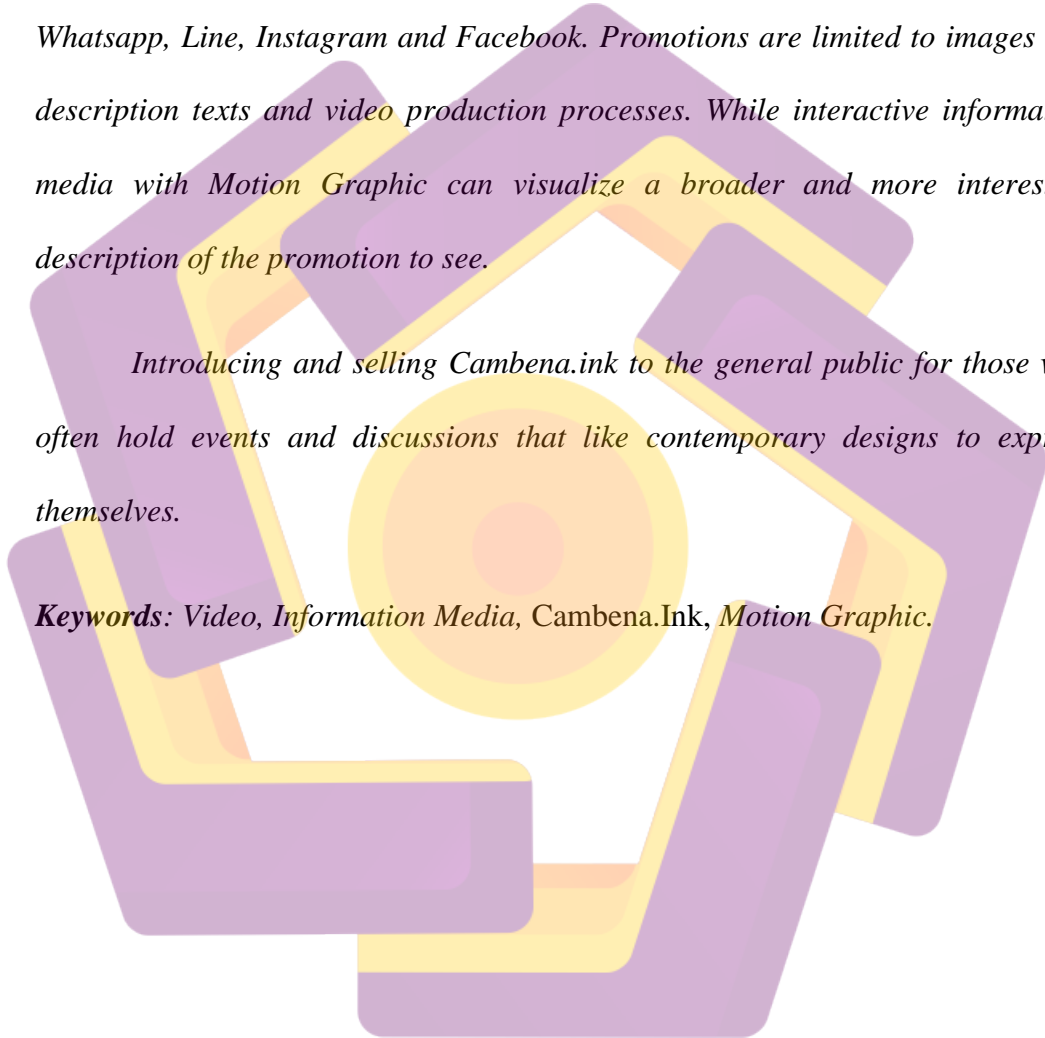 Whatsapp, Line, Instagram and Facebook. Promotions are limited to images
description texts and video production processes. While interactive informa
media with Motion Graphic can visualize a broader and more interes
description of the promotion to see.
Introducing and selling Cambena.ink to the general public for those
often hold events and discussions that like contemporary designs to exp
themselves.
Keywords: Video, Information Media, Cambena.Ink, Motion Graphic.